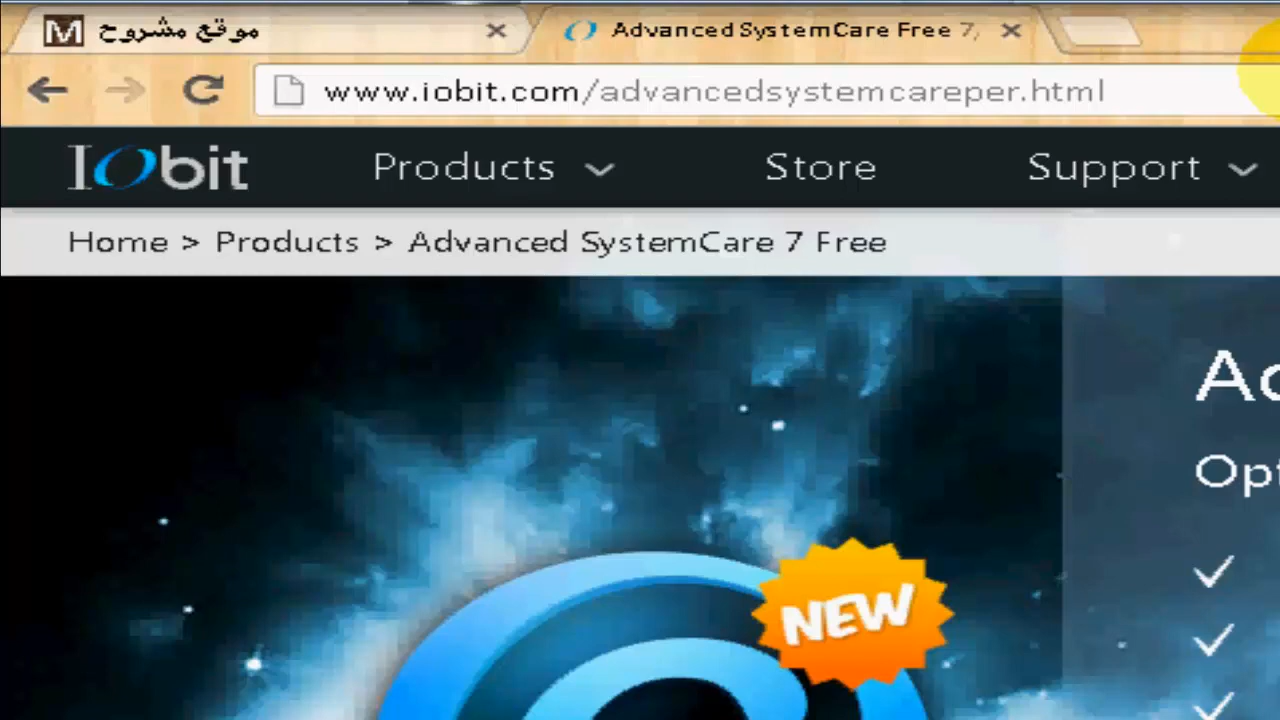 موقع مشروح
Advanced SystemCare Free 7,
www.iobit.com/advancedsystemcareper.html
IObit Products Store Support
Home > Products > Advanced SystemCare 7 Free
NEW